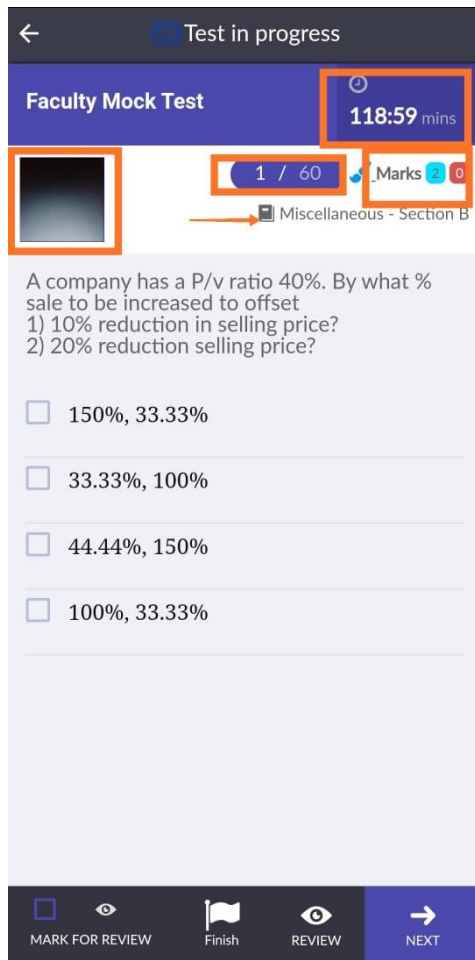 Test in progress
Faculty Mock Test
118:59 mins
1 / 60
Marks 2 0
Miscellaneous - Section B
A company has a P/v ratio 40%. By what %
sale to be increased to offset
1) 10% reduction in selling price?
2) 20% reduction selling price?
150%, 33.33%
33.33%, 100%
44.44%, 150%
100%, 33.33%
MARK FOR REVIEW
Finish
REVIEW
NEXT